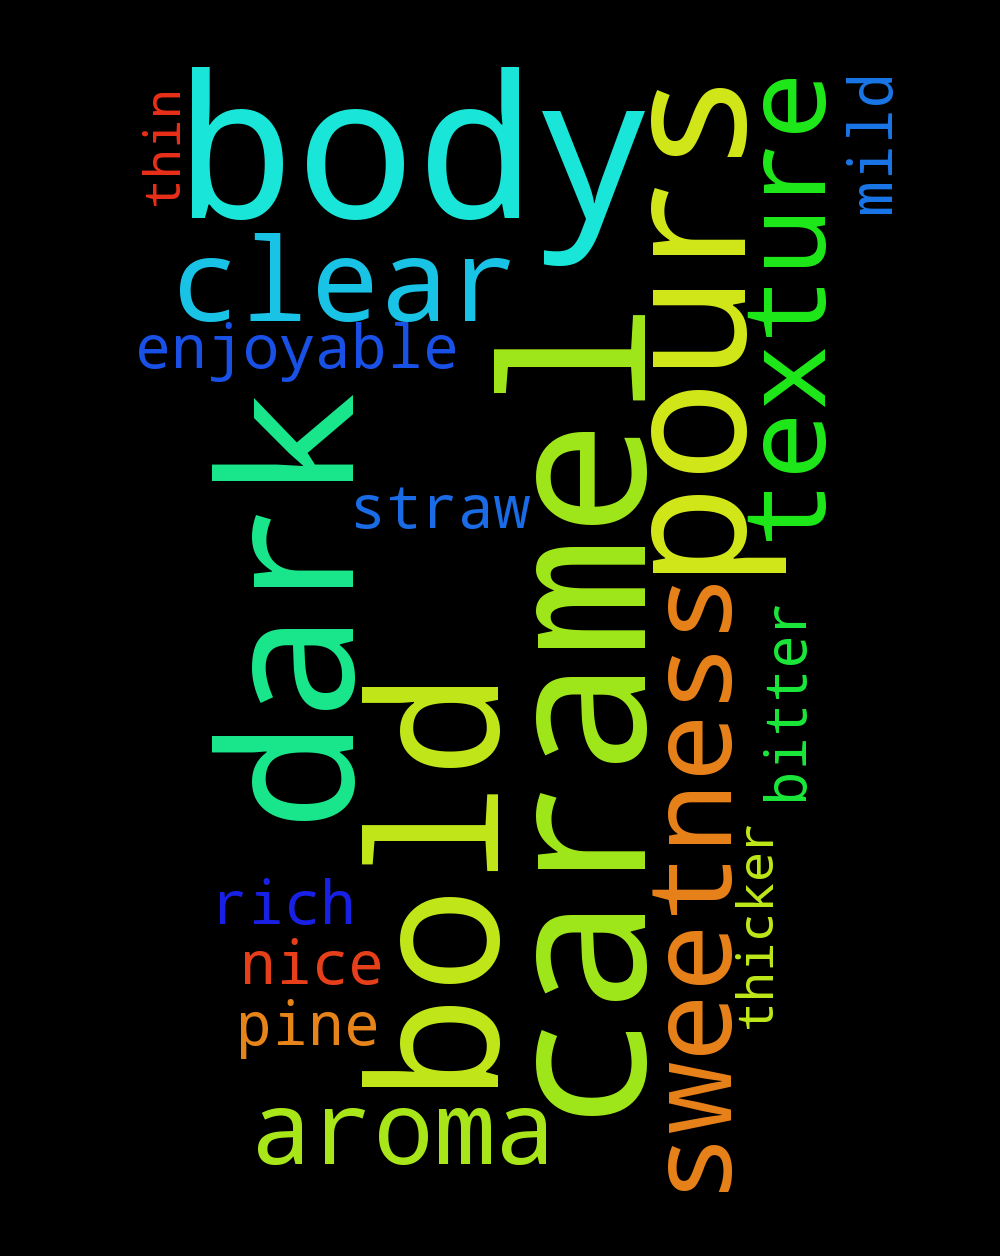 thin
body
pours
texture
mild
clear
enjoyable
dark
caramel
straw
sweetness
bold
bitter
thicker
rich
nice
pine
aroma